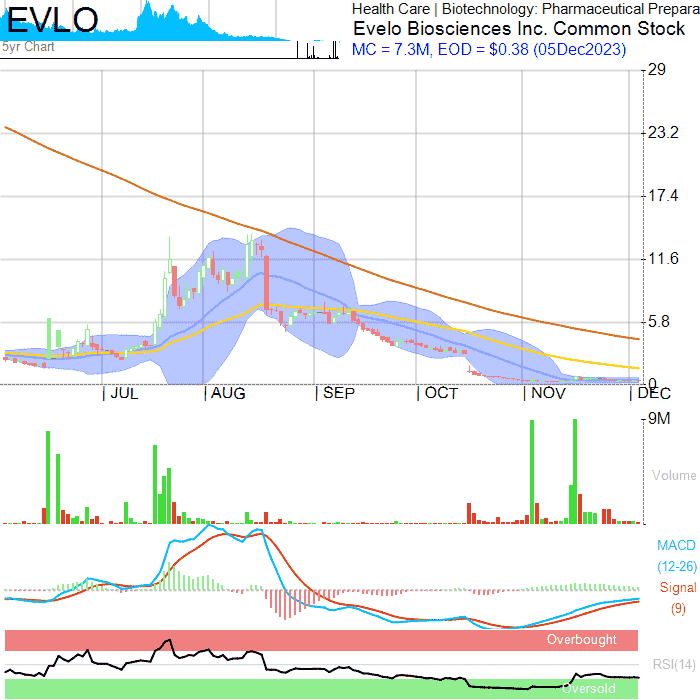 EVLO
5yr Chart
Health Care | Biotechnology: Pharmaceutical Prepara
Evelo Biosciences Inc. Common Stock
MC = 7.3M, EOD = $0.38 (05Dec2023)
29
23.2
17.4
11.6
5.8
0
JUL AUG SEP OCT NOV DEC
9M
Volume
MACD
(12-26)
Signal
(9)
Overbought
RSI(14)
Oversold